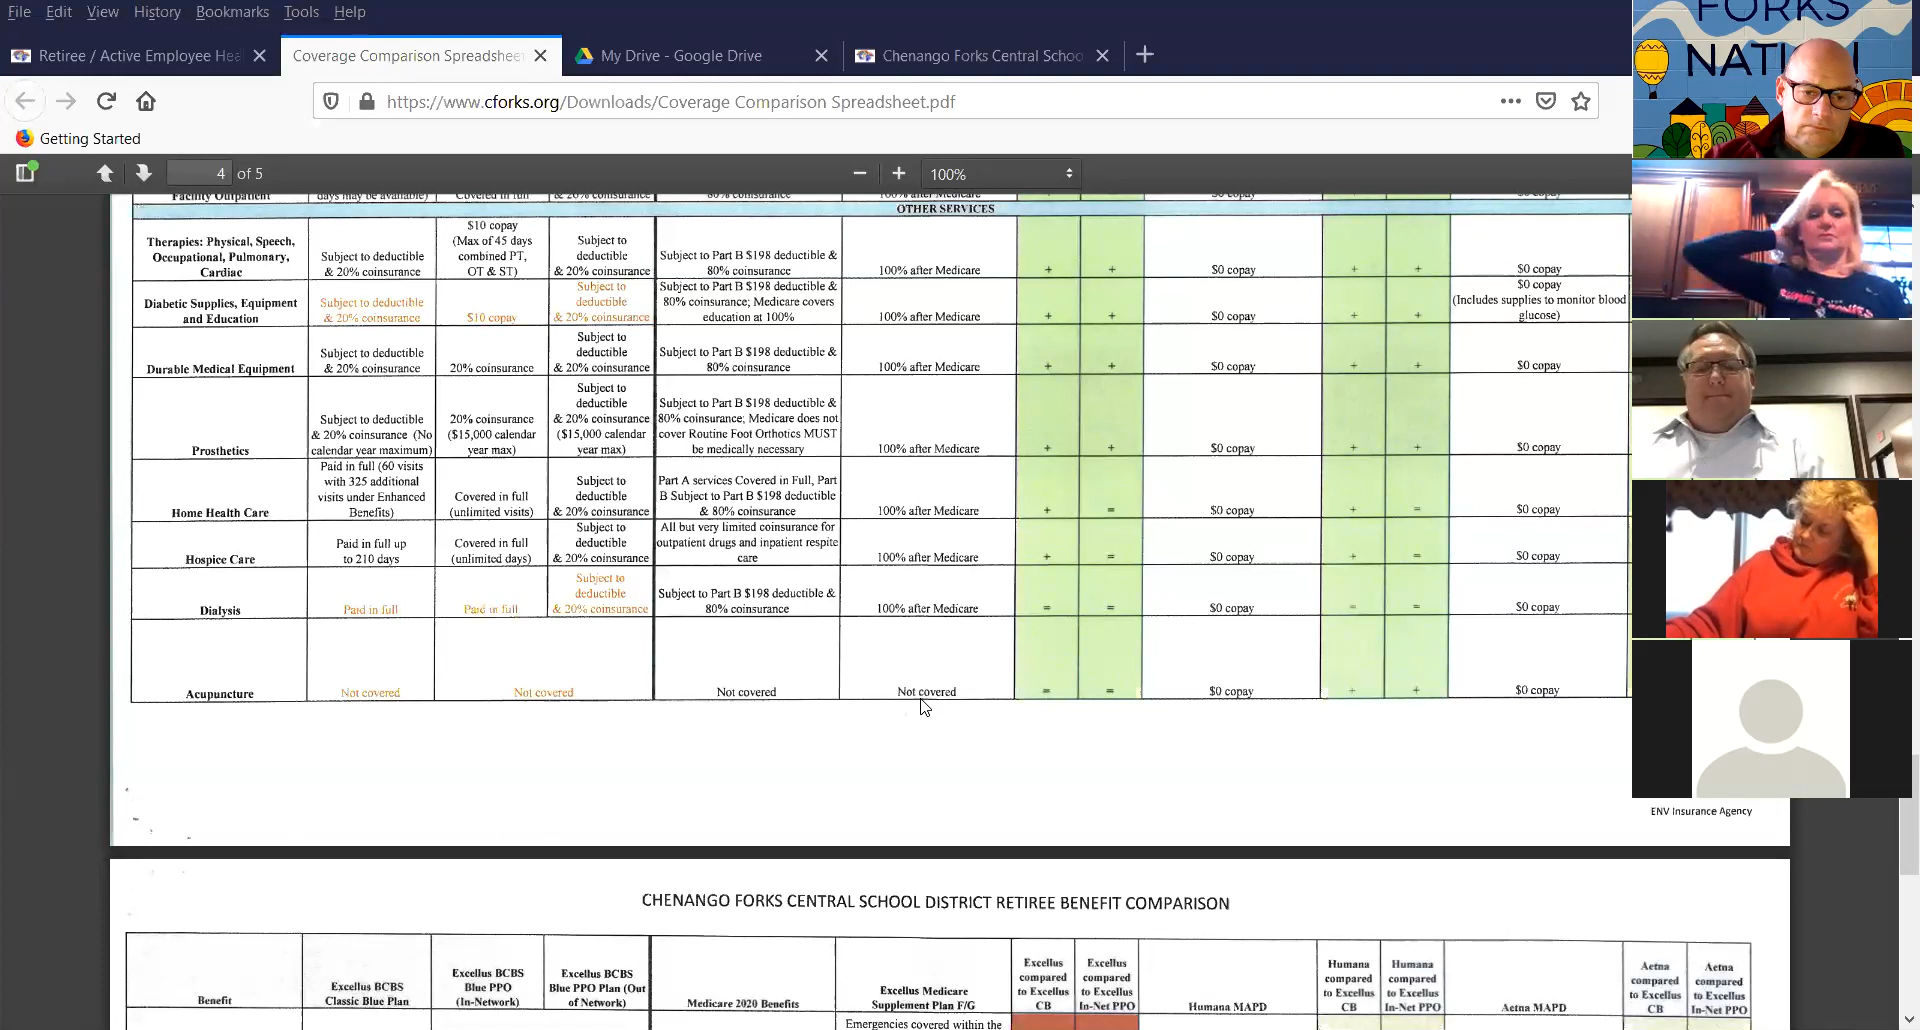 File Edit View History Bookmarks Tools Help
Retiree / Active Employee Hea
Coverage Comparison Spreadsheet
My Drive - Google Drive
Chenango Forks Central Schoo
https://www.cforks.org/Downloads/Coverage Comparison Spreadsheet.pdf
Getting Started
4 of 5
100%
FORKS
NATION
Facility Outpatient
days may be available)
Covered in full
& 20% coinsurance
80% coinsurance
100% after Medicare
OTHER SERVICES
Therapies: Physical, Speech,
Occupational, Pulmonary,
Cardiac
Subject to deductible
& 20% coinsurance
$10 copay
(Max of 45 days
combined PT,
OT & ST)
Subject to
deductible
& 20% coinsurance
Subject to Part B $198 deductible &
80% coinsurance
100% after Medicare
+ +
$0 copay
+ +
$0 copay
Diabetic Supplies, Equipment
and Education
Subject to deductible
& 20% coinsurance
$10 copay
Subject to
deductible
& 20% coinsurance
Subject to Part B $198 deductible &
80% coinsurance; Medicare covers
education at 100%
100% after Medicare
+ +
$0 copay
+ +
$0 copay
(Includes supplies to monitor blood
glucose)
Durable Medical Equipment
Subject to deductible
& 20% coinsurance
20% coinsurance
Subject to
deductible
& 20% coinsurance
Subject to Part B $198 deductible &
80% coinsurance
100% after Medicare
+ +
$0 copay
+ +
$0 copay
Prosthetics
Subject to deductible
& 20% coinsurance (No
calendar year maximum)
20% coinsurance
($15,000 calendar
year max)
Subject to
deductible
& 20% coinsurance
($15,000 calendar
year max)
Subject to Part B $198 deductible &
80% coinsurance; Medicare does not
cover Routine Foot Orthotics MUST
be medically necessary
100% after Medicare
+ +
$0 copay
+ +
$0 copay
Home Health Care
Paid in full (60 visits
with 325 additional
visits under Enhanced
Benefits)
Covered in full
(unlimited visits)
Subject to
deductible
& 20% coinsurance
Part A services Covered in Full, Part
B Subject to Part B $198 deductible
& 80% coinsurance
100% after Medicare
+ =
$0 copay
+ =
$0 copay
Hospice Care
Paid in full up
to 210 days
Covered in full
(unlimited days)
Subject to
deductible
& 20% coinsurance
All but very limited coinsurance for
outpatient drugs and inpatient respite
care
100% after Medicare
+ =
$0 copay
+ =
$0 copay
Dialysis
Paid in full
Paid in full
Subject to
deductible
& 20% coinsurance
Subject to Part B $198 deductible &
80% coinsurance
100% after Medicare
= =
$0 copay
= =
$0 copay
Acupuncture
Not covered
Not covered
Not covered
Not covered
= =
$0 copay
+ +
$0 copay
ENV Insurance Agency
CHENANGO FORKS CENTRAL SCHOOL DISTRICT RETIREE BENEFIT COMPARISON
Benefit
Excellus BCBS
Classic Blue Plan
Excellus BCBS
Blue PPO
(In-Network)
Excellus BCBS
Blue PPO Plan (Out
of Network)
Medicare 2020 Benefits
Excellus Medicare
Supplement Plan F/G
Excellus
compared
to Excellus
CB
Excellus
compared
to Excellus
In-Net PPO
Humana MAPD
Humana
compared
to Excellus
CB
Humana
compared
to Excellus
In-Net PPO
Aetna MAPD
Aetna
compared
to Excellus
CB
Aetna
compared
to Excellus
In-Net PPO
Emergencies covered within the